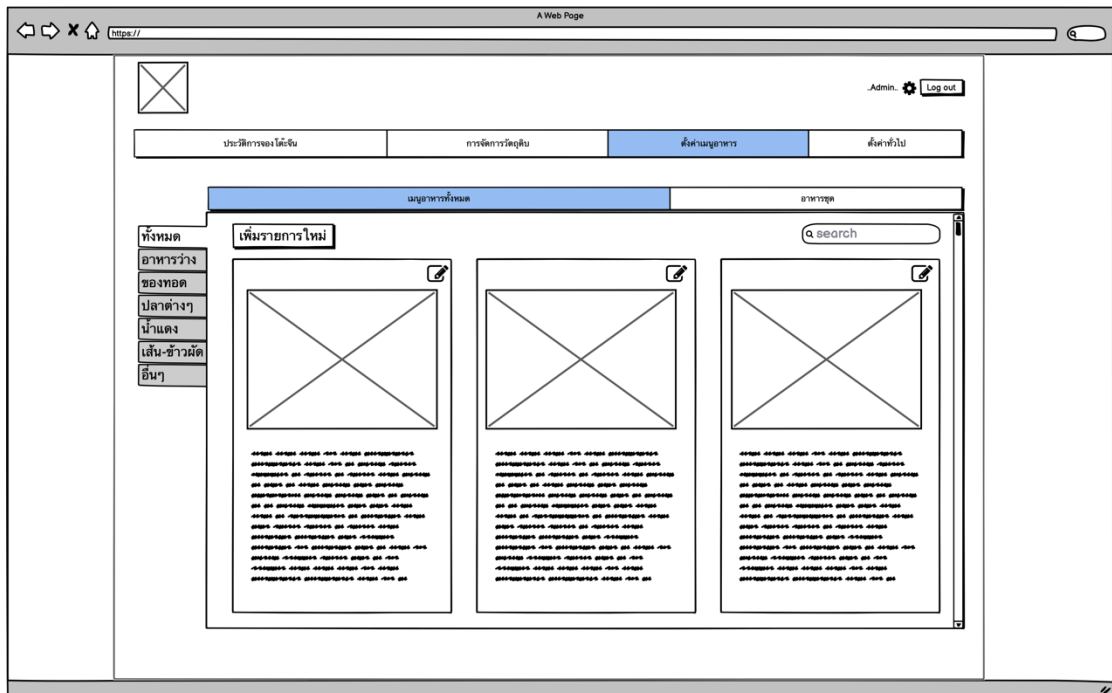 A Web Page
https://
..Admin.. Log out
ประวัติการจองโต๊ะจีน การจัดการวัตถุดิบ ตั้งค่าเมนูอาหาร ตั้งค่าทั่วไป
เมนูอาหารทั้งหมด อาหารชุด
ทั้งหมด
เพิ่มรายการใหม่ search
อาหารว่าง
ของทอด
ปลาต่างๆ
น้ำแดง
เส้น-ข้าวผัด
อื่นๆ